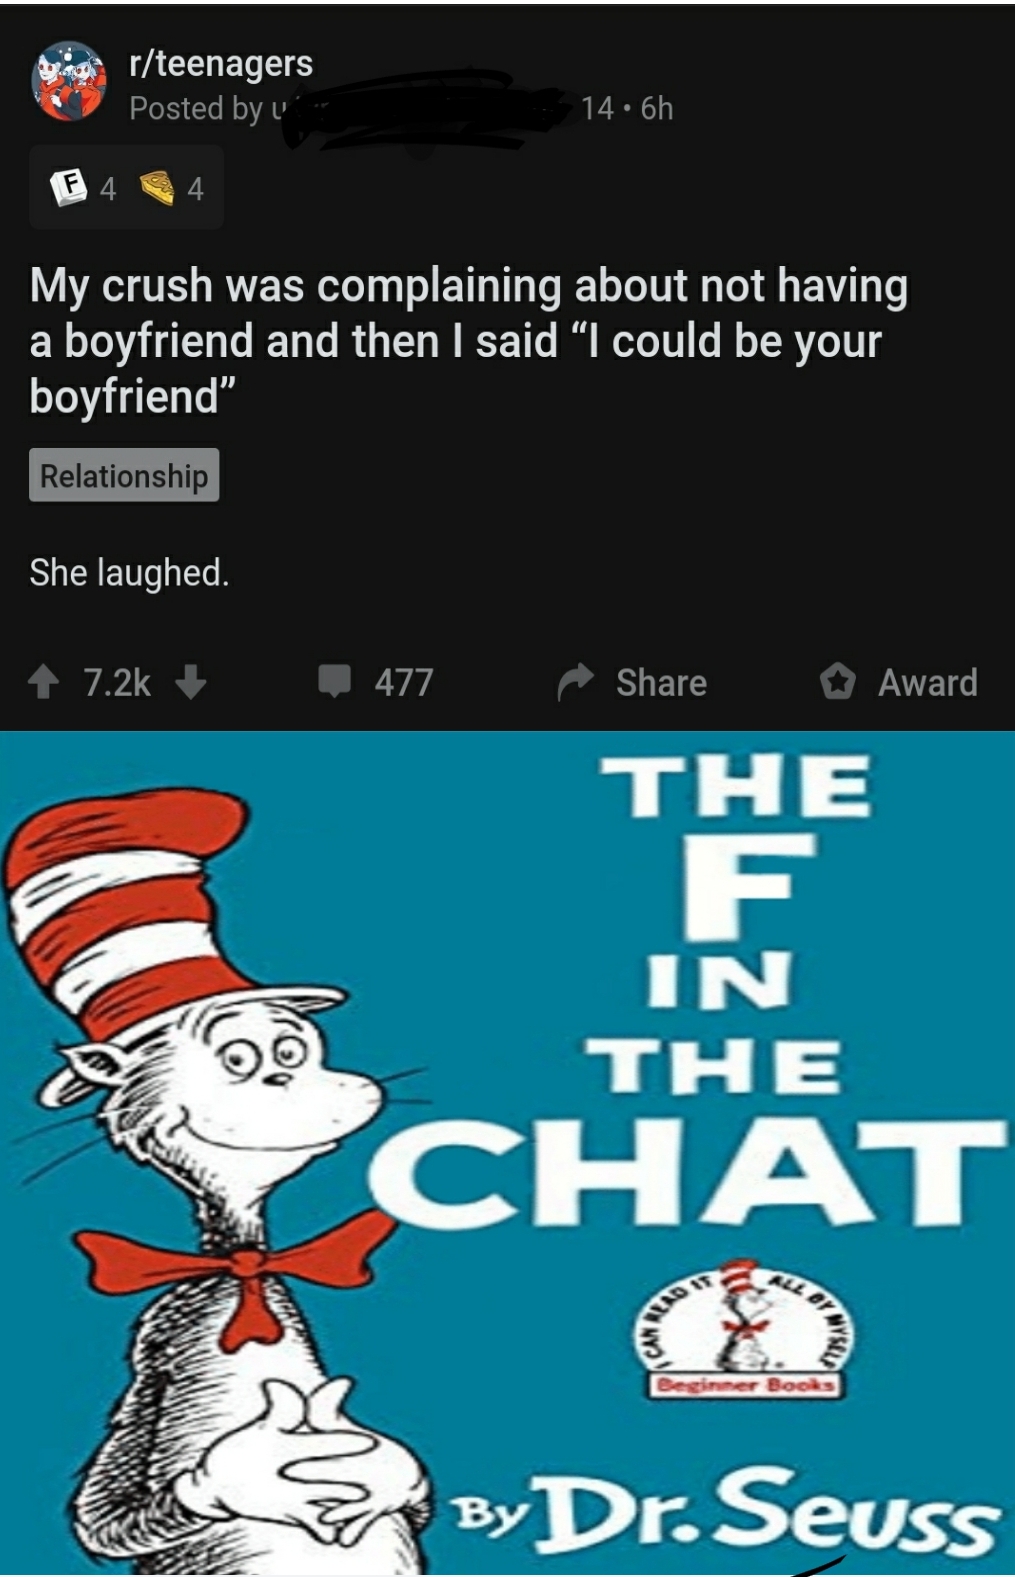 r/teenagers
Posted by u 14 • 6h
F 4 4
My crush was complaining about not having
a boyfriend and then I said “I could be your
boyfriend”
Relationship
She laughed.
7.2k 477 Share Award
THE
F
IN
THE
CHAT
I CAN READ IT ALL BY MYSELF
Beginner Books
By Dr. Seuss